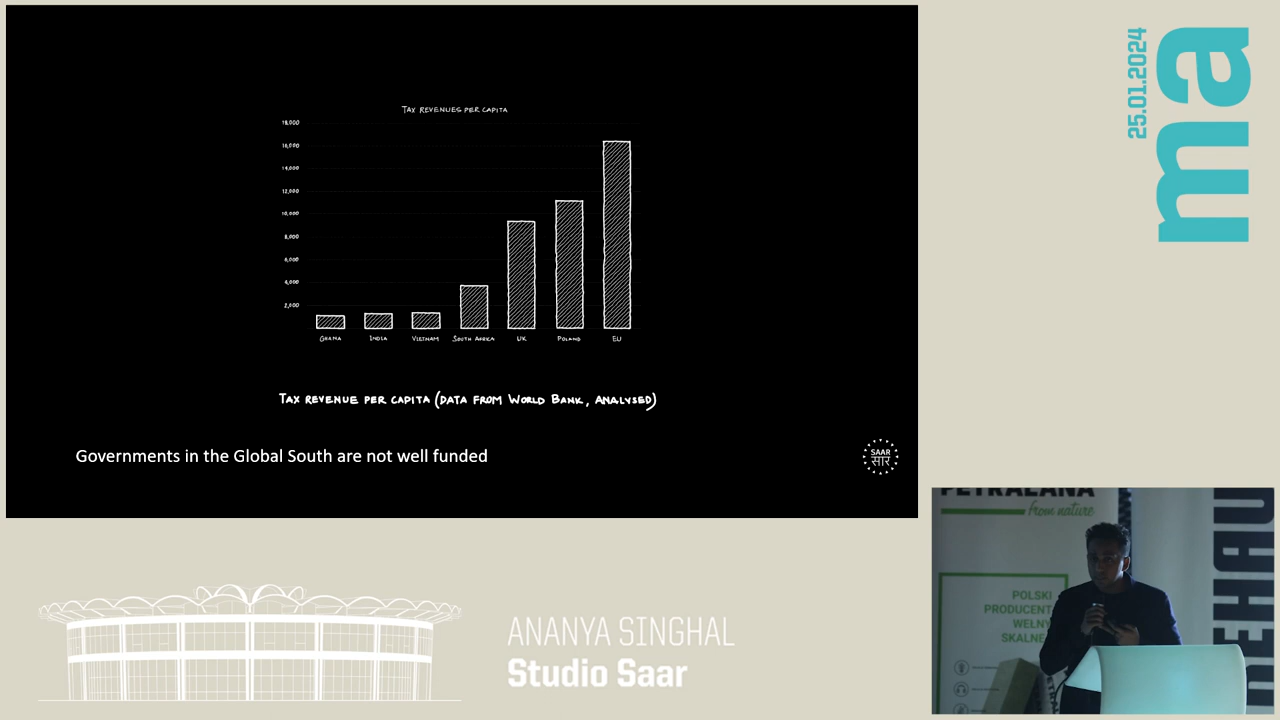 TAX REVENUES PER CAPITA
18,000
16,000
14,000
12,000
10,000
8,000
6,000
4,000
2,000
GHANA INDIA VIETNAM SOUTH AFRIKA UK POLAND EU
TAX REVENUE PER CAPITA (DATA FROM WORLD BANK, ANALYSED)
Governments in the Global South are not well funded
SAAR
सार
25.01.2024
ma
ANANYA SINGHAL
Studio Saar
PETRALANA
from nature
POLSKI
PRODUCENT
WEŁNY
SKALNE
REHAU